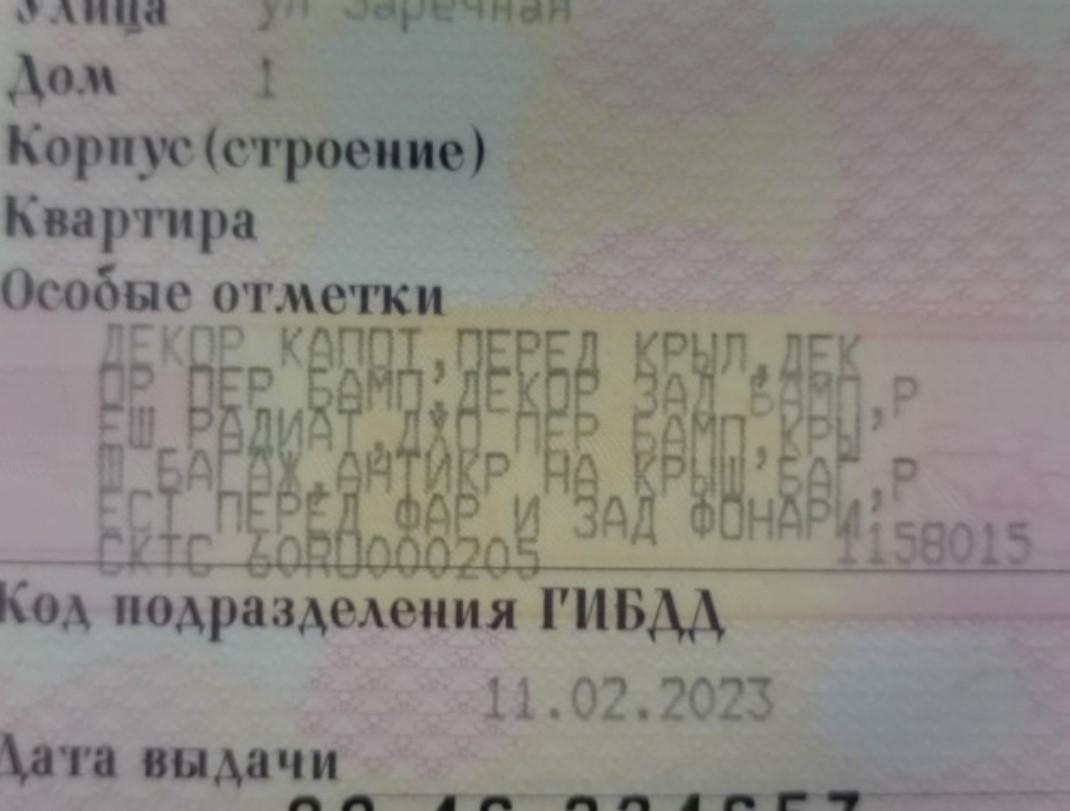 Улица ул Заречная
Дом 1
Корпус (строение)
Квартира
Особые отметки
ДЕКОР КАПОТ,ПЕРЕД КРЫЛ,ДЕК
ОР ПЕР БАМП,ДЕКОР ЗАД БАМП,Р
ЕШ РАДИАТ,ДХО ПЕР БАМП,КРЫ
Ш БАГАЖ,АНТИКР НА КРЫШ,БАГ,Р
ЕСТ ПЕРЕД ФАР И ЗАД ФОНАРИ,
СКТС 60RU000205 1158015
Код подразделения ГИБДД
11.02.2023
Дата выдачи